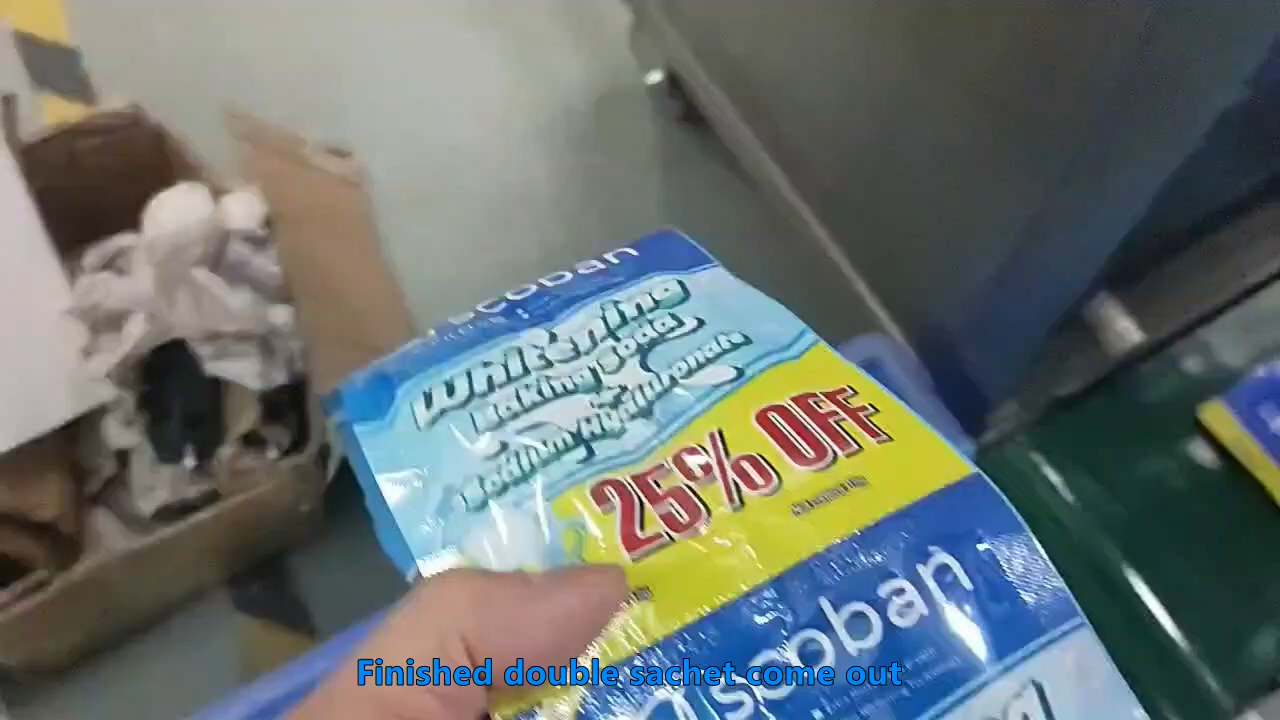 scoban
Whitening
Baking Soda
Sodium Hyaluronate
25% OFF
scoban
Finished double sachet come out